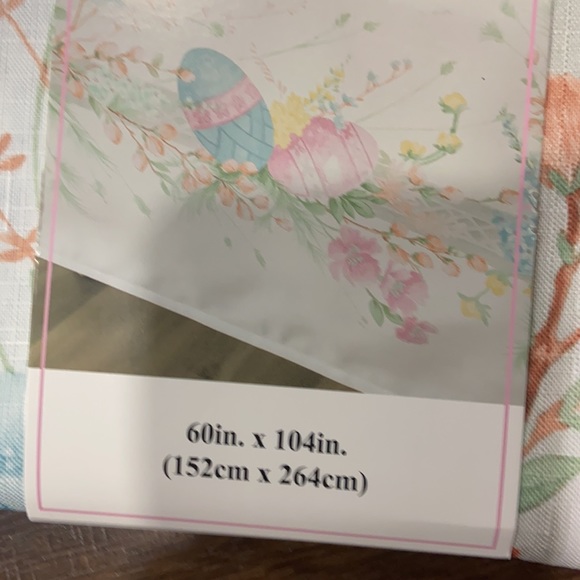 60in. x 104in.
(152cm x 264cm)